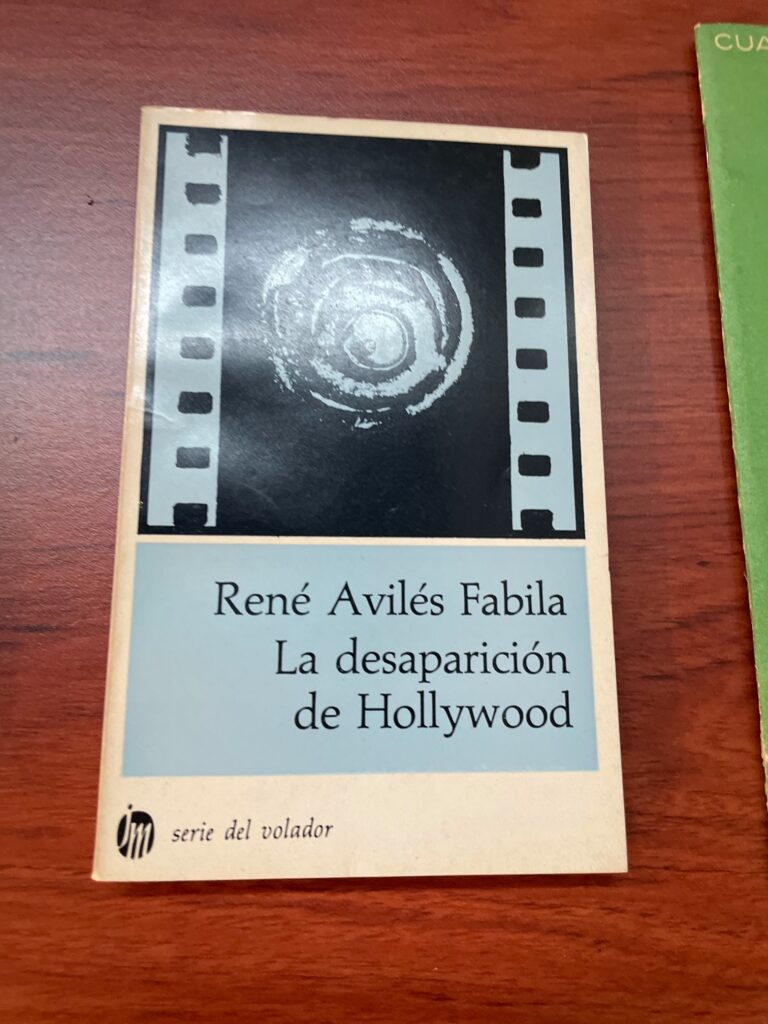 René Avilés Fabila
La desaparición
de Hollywood
jm serie del volador
CUA